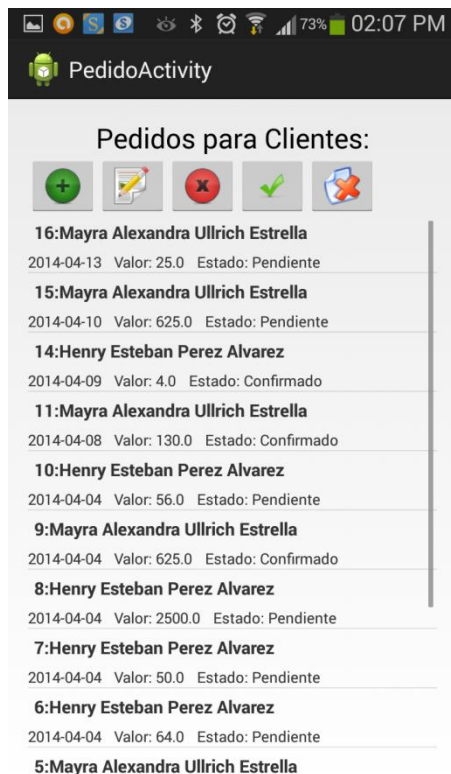 73% 02:07 PM
PedidoActivity
Pedidos para Clientes:
16:Mayra Alexandra Ullrich Estrella
2014-04-13 Valor: 25.0 Estado: Pendiente
15:Mayra Alexandra Ullrich Estrella
2014-04-10 Valor: 625.0 Estado: Pendiente
14:Henry Esteban Perez Alvarez
2014-04-09 Valor: 4.0 Estado: Confirmado
11:Mayra Alexandra Ullrich Estrella
2014-04-08 Valor: 130.0 Estado: Confirmado
10:Henry Esteban Perez Alvarez
2014-04-04 Valor: 56.0 Estado: Pendiente
9:Mayra Alexandra Ullrich Estrella
2014-04-04 Valor: 625.0 Estado: Confirmado
8:Henry Esteban Perez Alvarez
2014-04-04 Valor: 2500.0 Estado: Pendiente
7:Henry Esteban Perez Alvarez
2014-04-04 Valor: 50.0 Estado: Pendiente
6:Henry Esteban Perez Alvarez
2014-04-04 Valor: 64.0 Estado: Pendiente
5:Mayra Alexandra Ullrich Estrella